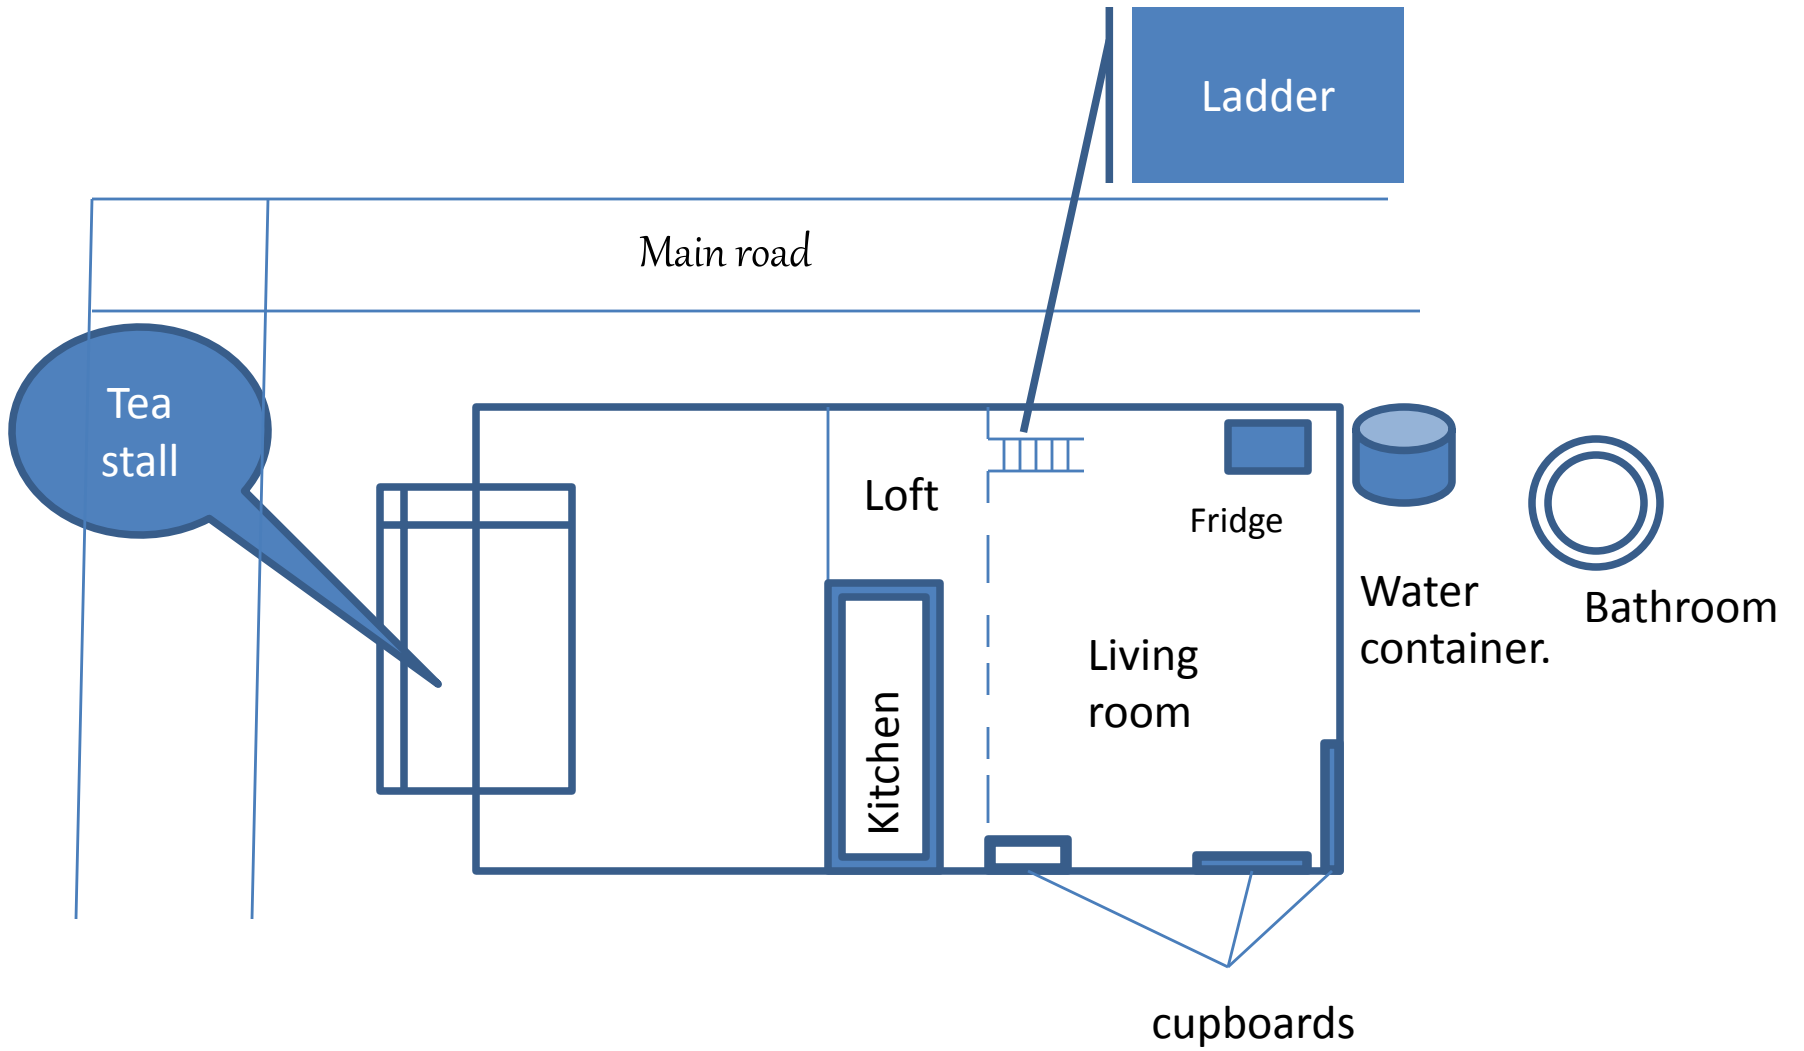 Ladder
Main road
Tea
stall
Loft
Fridge
Water
container.
Bathroom
Living
room
Kitchen
cupboards